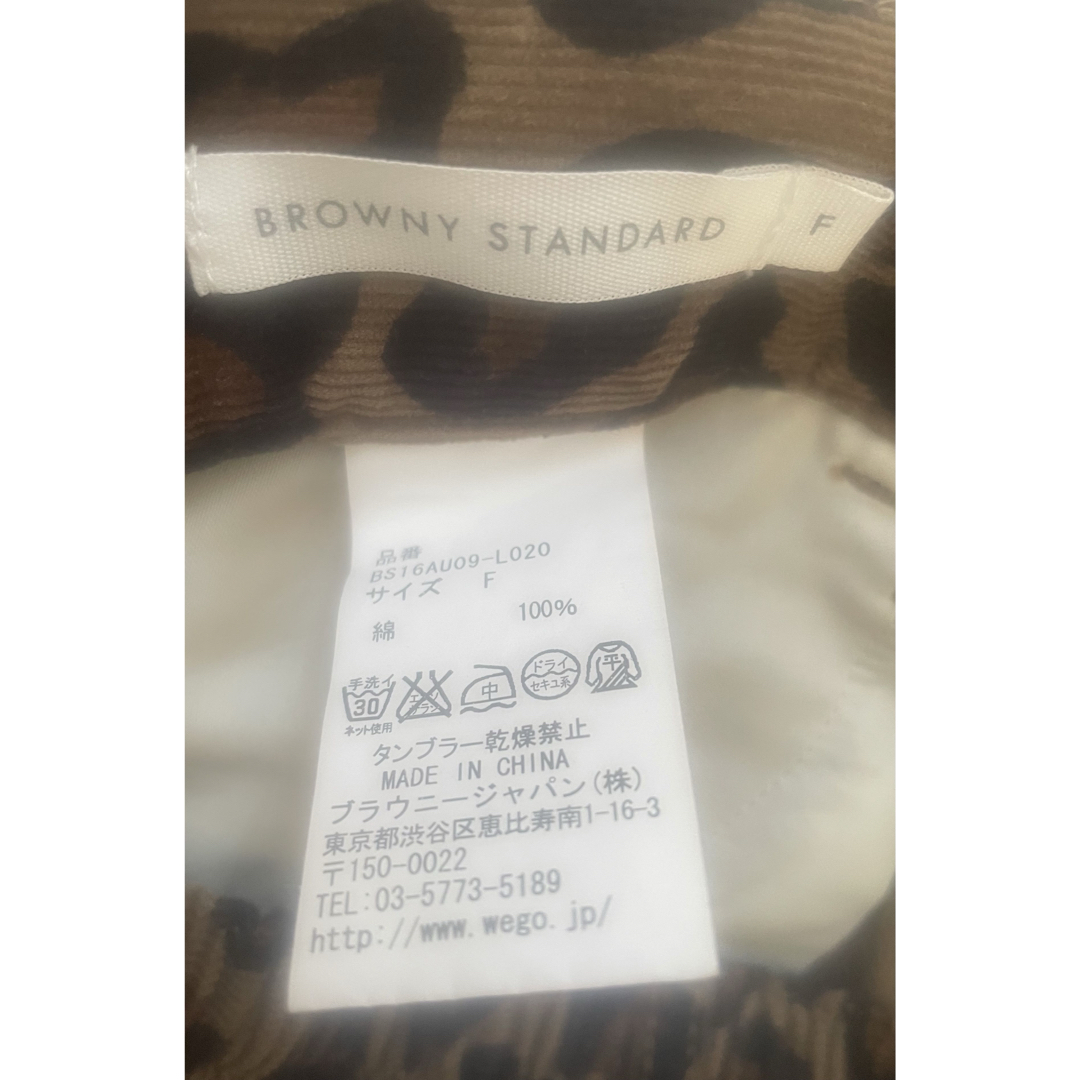 BROWNY STANDARD F
品番
BS16AU09-L020
サイズ F
綿 100%
手洗イ
30
ネット使用
エンソ
サラシ
中
ドライ
セキユ系
平
タンブラー乾燥禁止
MADE IN CHINA
ブラウニージャパン(株)
東京都渋谷区恵比寿南1-16-3
〒150-0022
TEL:03-5773-5189
http://www.wego.jp/